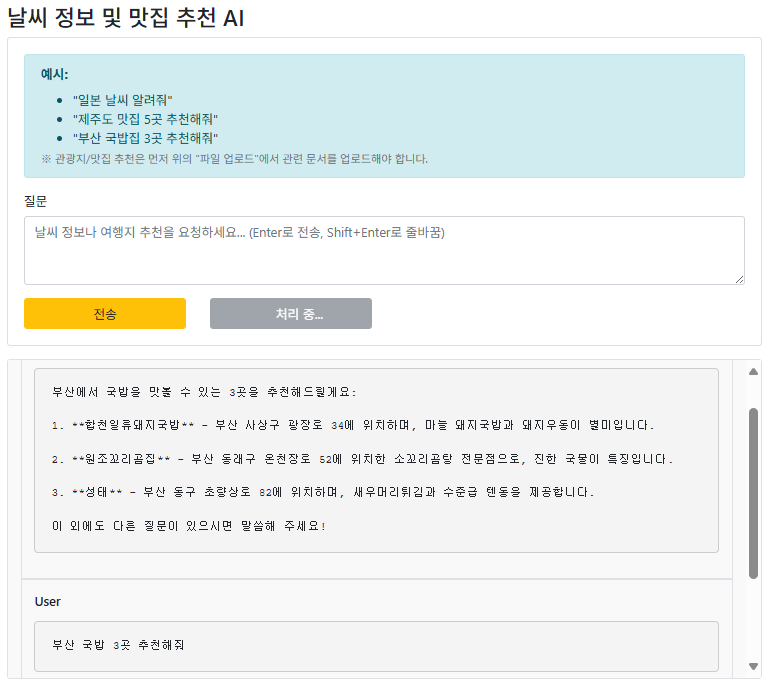 날씨 정보 및 맛집 추천 AI
예시:
"일본 날씨 알려줘"
"제주도 맛집 5곳 추천해줘"
"부산 국밥집 3곳 추천해줘"
※ 관광지/맛집 추천은 먼저 위의 "파일 업로드"에서 관련 문서를 업로드해야 합니다.
질문
날씨 정보나 여행지 추천을 요청하세요... (Enter로 전송, Shift+Enter로 줄바꿈)
전송
처리 중...
부산에서 국밥을 맛볼 수 있는 3곳을 추천해드릴게요:
1. **합천일류돼지국밥** - 부산 사상구 광장로 34에 위치하며, 마늘 돼지국밥과 돼지우동이 별미입니다.
2. **원조꼬리곰집** - 부산 동래구 온천장로 52에 위치한 소꼬리곰탕 전문점으로, 진한 국물이 특징입니다.
3. **성태** - 부산 동구 초량상로 82에 위치하며, 새우머리튀김과 수준급 텐동을 제공합니다.
이 외에도 다른 질문이 있으시면 말씀해 주세요!
User
부산 국밥 3곳 추천해줘